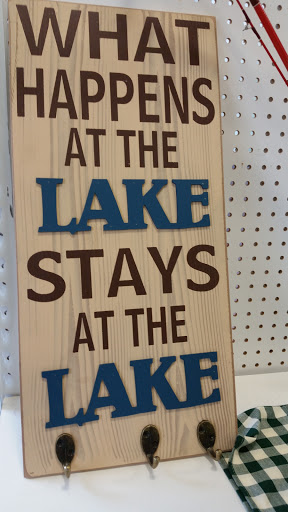 WHAT
HAPPENS
AT THE
LAKE
STAYS
AT THE
LAKE